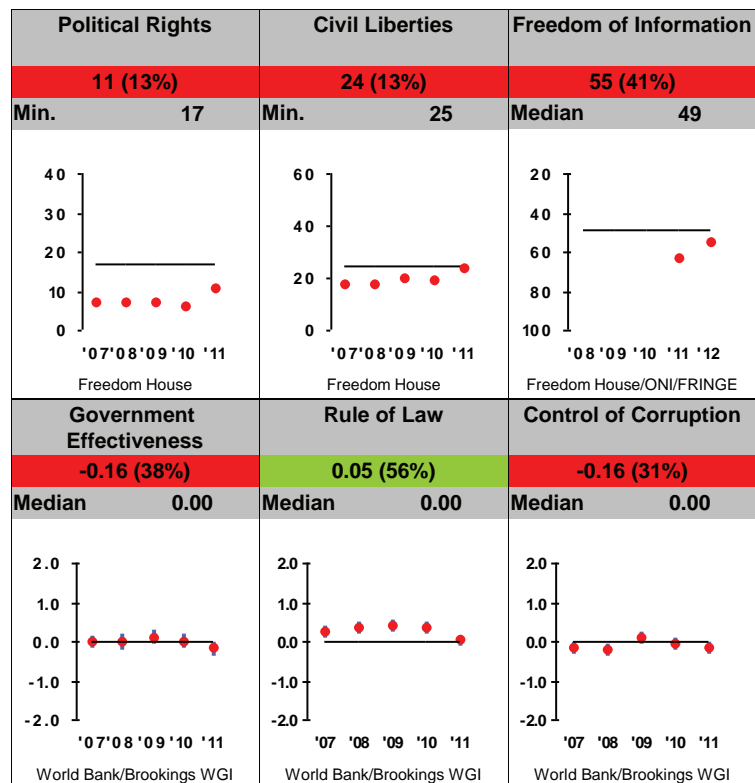 Political Rights
11 (13%)
Min. 17
40
30
20
10
0
'07 '08 '09 '10 '11
Freedom House
Civil Liberties
24 (13%)
Min. 25
60
40
20
0
'07 '08 '09 '10 '11
Freedom House
Freedom of Information
55 (41%)
Median 49
20
40
60
80
100
'08 '09 '10 '11 '12
Freedom House/ONI/FRINGE
Government
Effectiveness
-0.16 (38%)
Median 0.00
2.0
1.0
0.0
-1.0
-2.0
'07 '08 '09 '10 '11
World Bank/Brookings WGI
Rule of Law
0.05 (56%)
Median 0.00
2.0
1.0
0.0
-1.0
-2.0
'07 '08 '09 '10 '11
World Bank/Brookings WGI
Control of Corruption
-0.16 (31%)
Median 0.00
2.0
1.0
0.0
-1.0
-2.0
'07 '08 '09 '10 '11
World Bank/Brookings WGI